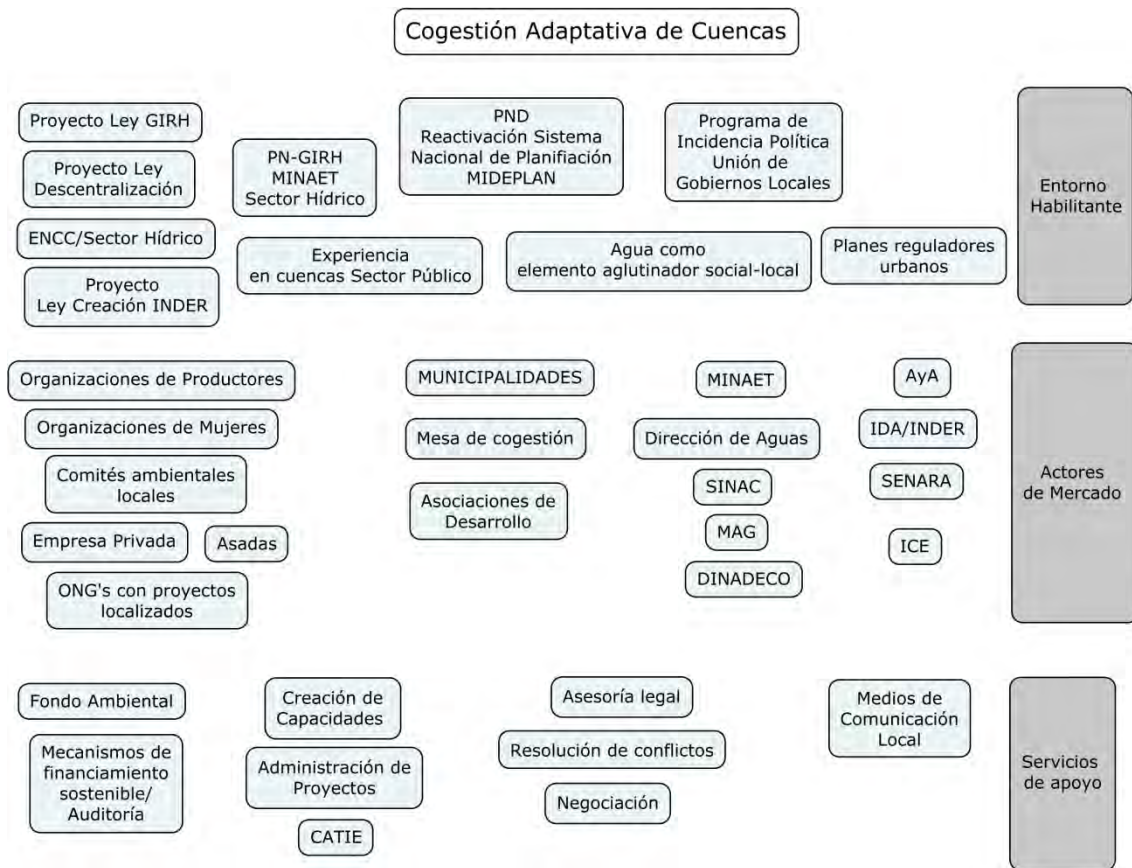 Cogestión Adaptativa de Cuencas
Proyecto Ley GIRH
Proyecto Ley
Descentralización
ENCC/Sector Hídrico
Proyecto
Ley Creación INDER
PN-GIRH
MINAET
Sector Hídrico
PND
Reactivación Sistema
Nacional de Planifiación
MIDEPLAN
Programa de
Incidencia Política
Unión de
Gobiernos Locales
Experiencia
en cuencas Sector Público
Agua como
elemento aglutinador social-local
Planes reguladores
urbanos
Entorno
Habilitante
Organizaciones de Productores
Organizaciones de Mujeres
Comités ambientales
locales
Empresa Privada
Asadas
ONG's con proyectos
localizados
MUNICIPALIDADES
Mesa de cogestión
Asociaciones de
Desarrollo
MINAET
Dirección de Aguas
SINAC
MAG
DINADECO
AyA
IDA/INDER
SENARA
ICE
Actores
de Mercado
Fondo Ambiental
Mecanismos de
financiamiento
sostenible/
Auditoría
Creación de
Capacidades
Administración de
Proyectos
CATIE
Asesoría legal
Resolución de conflictos
Negociación
Medios de
Comunicación
Local
Servicios
de apoyo